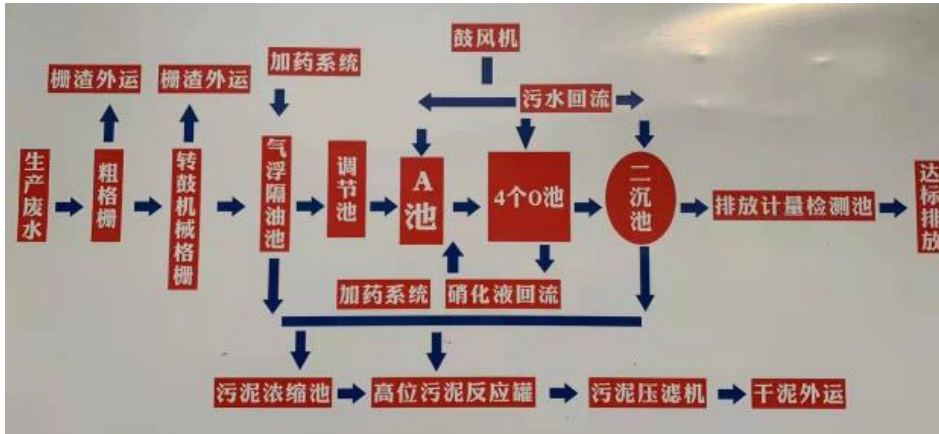 鼓风机
加药系统
栅渣外运
栅渣外运
污水回流
生产废水
粗格栅
转鼓机械格栅
气浮隔油池
调节池
A池
4个O池
二沉池
排放计量检测池
达标排放
加药系统
硝化液回流
污泥浓缩池
高位污泥反应罐
污泥压滤机
干泥外运